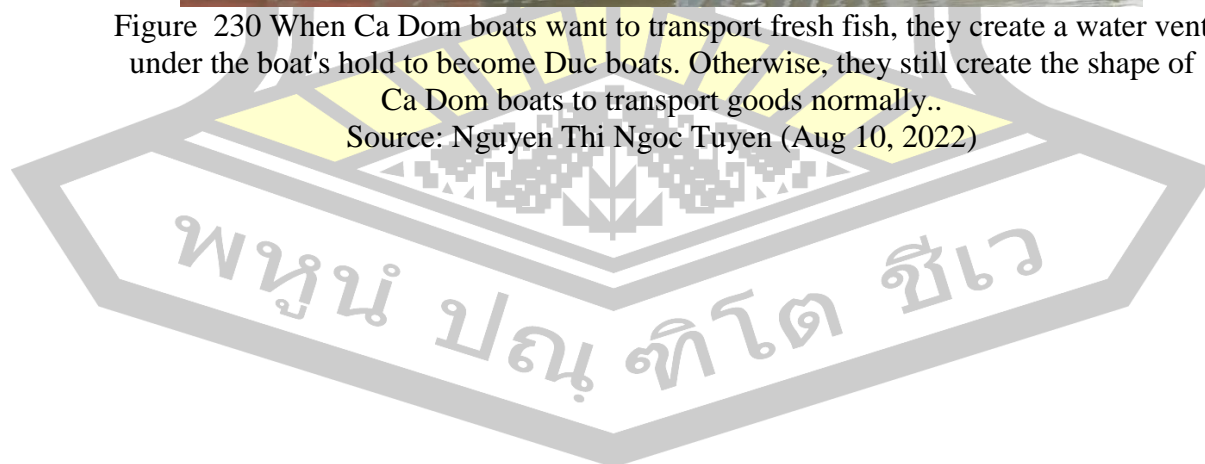 Figure 230 When Ca Dom boats want to transport fresh fish, they create a water vent
under the boat's hold to become Duc boats. Otherwise, they still create the shape of
Ca Dom boats to transport goods normally..
Source: Nguyen Thi Ngoc Tuyen (Aug 10, 2022)
พหูนํ ปณฺฑิโต ชีเว